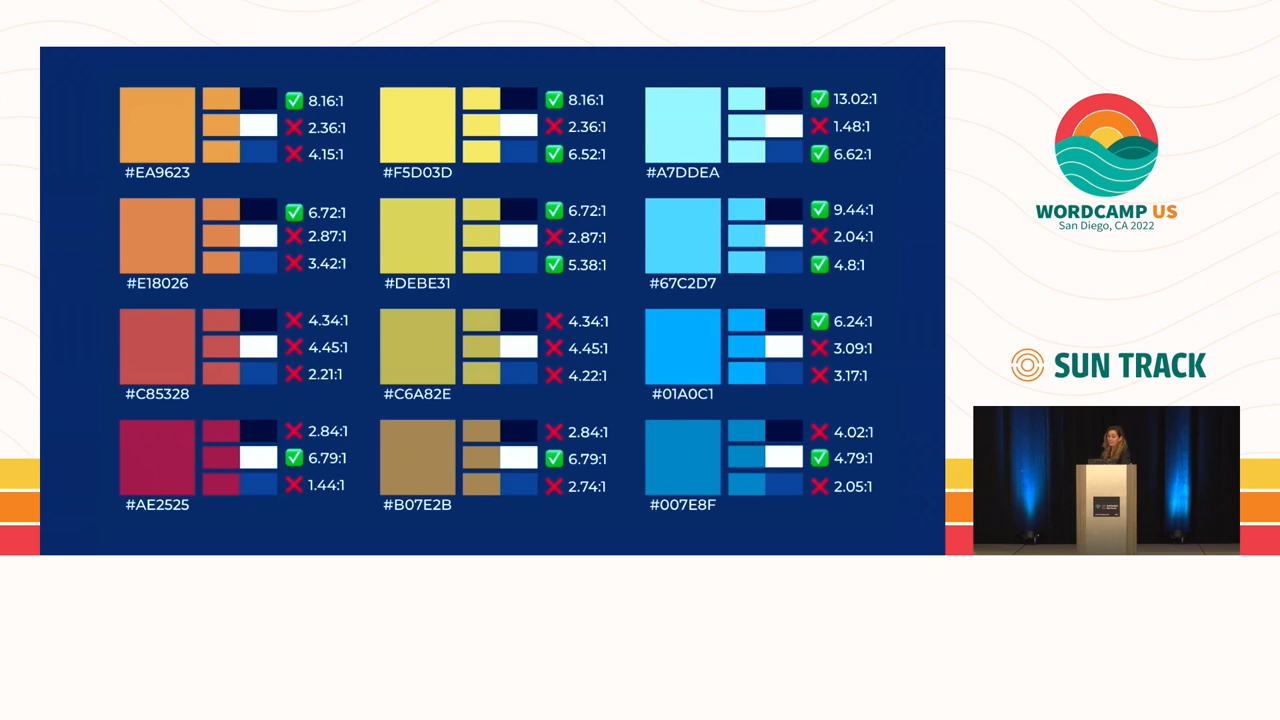 ✅ 8.16:1
❌ 2.36:1
❌ 4.15:1
#EA9623
✅ 8.16:1
❌ 2.36:1
✅ 6.52:1
#F5D03D
✅ 13.02:1
❌ 1.48:1
✅ 6.62:1
#A7DDEA
✅ 6.72:1
❌ 2.87:1
❌ 3.42:1
#E18026
✅ 6.72:1
❌ 2.87:1
✅ 5.38:1
#DEBE31
✅ 9.44:1
❌ 2.04:1
✅ 4.8:1
#67C2D7
❌ 4.34:1
❌ 4.45:1
❌ 2.21:1
#C85328
❌ 4.34:1
❌ 4.45:1
❌ 4.22:1
#C6A82E
✅ 6.24:1
❌ 3.09:1
❌ 3.17:1
#01A0C1
❌ 2.84:1
✅ 6.79:1
❌ 1.44:1
#AE2525
❌ 2.84:1
✅ 6.79:1
❌ 2.74:1
#B07E2B
❌ 4.02:1
✅ 4.79:1
❌ 2.05:1
#007E8F
WORDCAMP US
San Diego, CA 2022
SUN TRACK